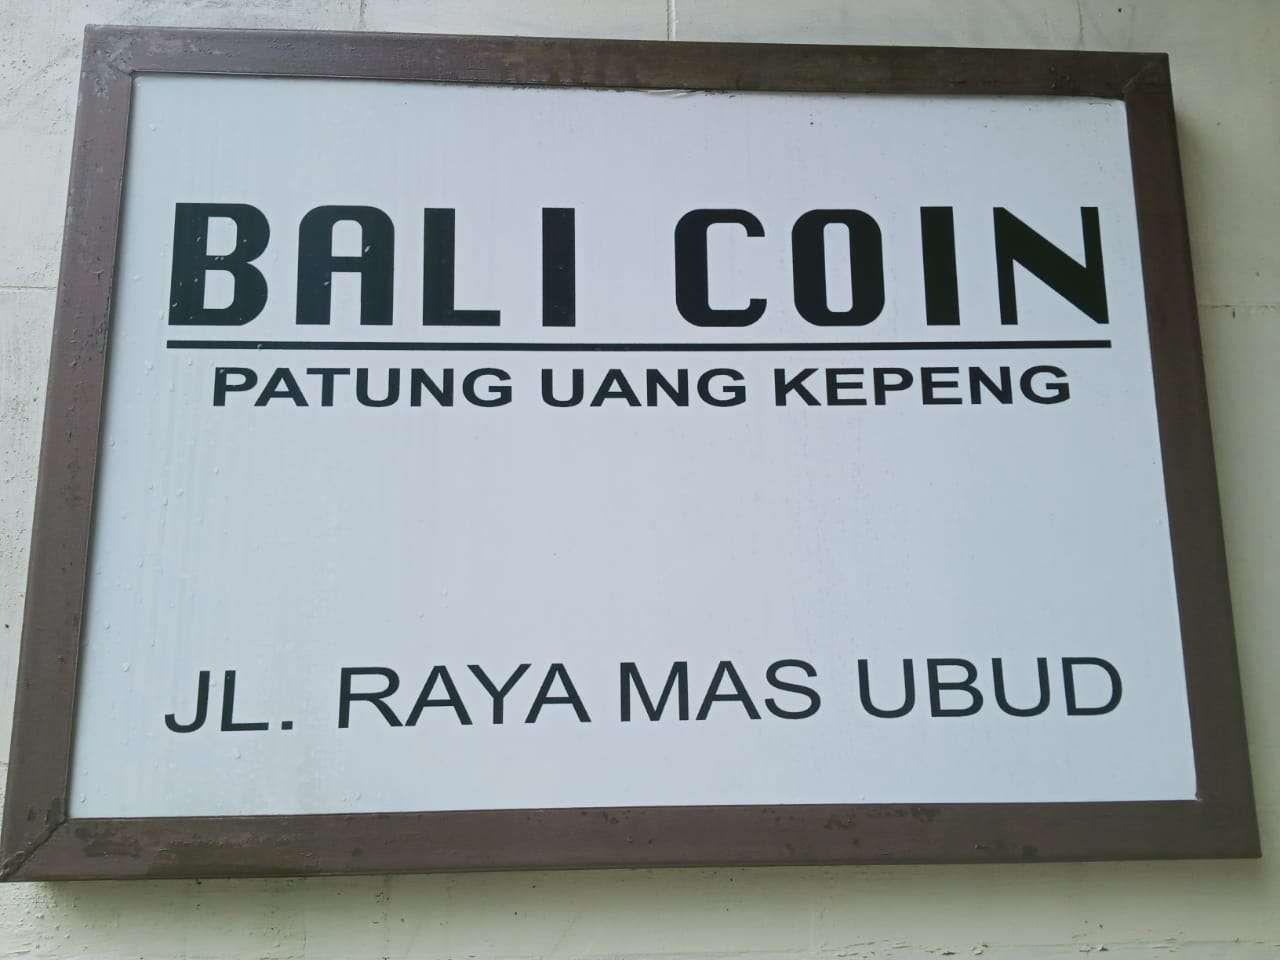 BALI COIN
PATUNG UANG KEPENG
JL. RAYA MAS UBUD